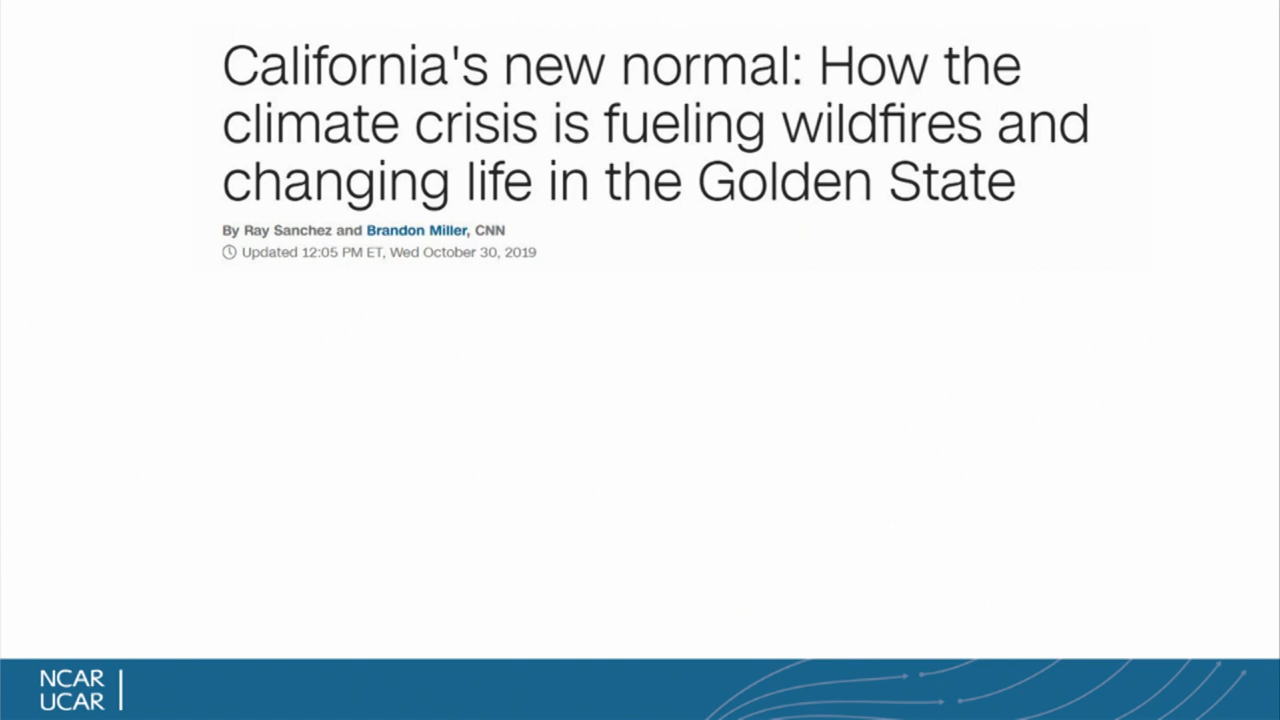 California's new normal: How the
climate crisis is fueling wildfires and
changing life in the Golden State
By Ray Sanchez and Brandon Miller, CNN
Updated 12:05 PM ET, Wed October 30, 2019
NCAR
UCAR